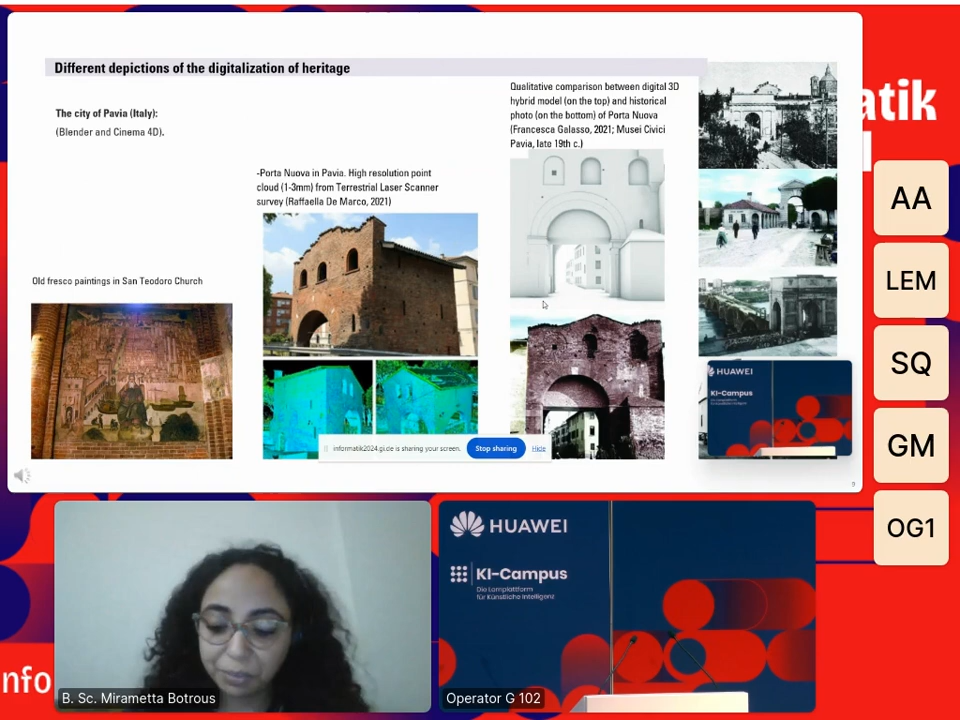 Different depictions of the digitalization of heritage
The city of Pavia (Italy):
(Blender and Cinema 4D).
-Porta Nuova in Pavia. High resolution point
cloud (1-3mm) from Terrestrial Laser Scanner
survey (Raffaella De Marco, 2021)
Qualitative comparison between digital 3D
hybrid model (on the top) and historical
photo (on the bottom) of Porta Nuova
(Francesca Galasso, 2021; Musei Civici
Pavia, late 19th c.)
Old fresco paintings in San Teodoro Church
HUAWEI
KI-Campus
informatik2024.gi.de is sharing your screen.
Stop sharing
Hide
9
atik
AA
LEM
SQ
GM
OG1
nfo
B. Sc. Mirametta Botrous
HUAWEI
KI-Campus
Die Lernplattform
für Künstliche Intelligenz
Operator G 102